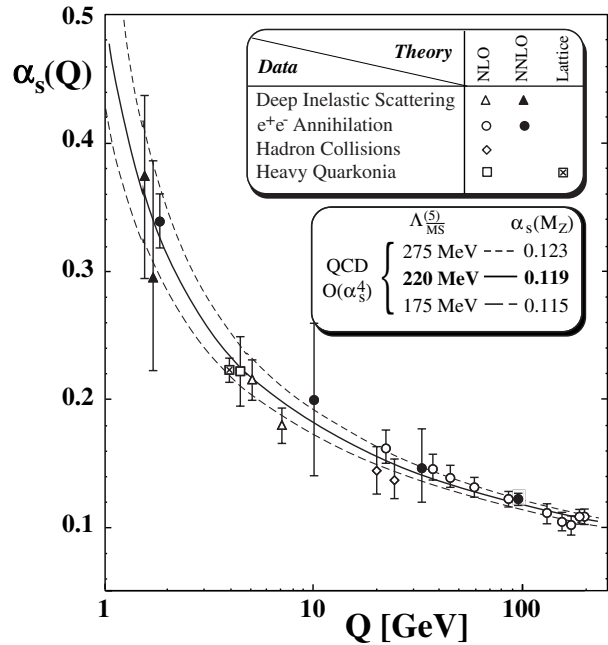 0.5
αs(Q)
0.4
0.3
0.2
0.1
1
10
100
Q [GeV]
Theory
Data
NLO
NNLO
Lattice
Deep Inelastic Scattering
e+e- Annihilation
Hadron Collisions
Heavy Quarkonia
Λ(5)MS αs(MZ)
275 MeV 0.123
QCD 220 MeV 0.119
O(αs4) 175 MeV 0.115